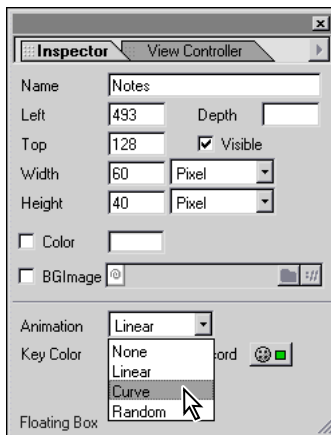 Inspector View Controller
Name Notes
Left 493 Depth
Top 128 Visible
Width 60 Pixel
Height 40 Pixel
Color
BGImage
Animation Linear
Key Color ord
None
Linear
Curve
Random
Floating Box